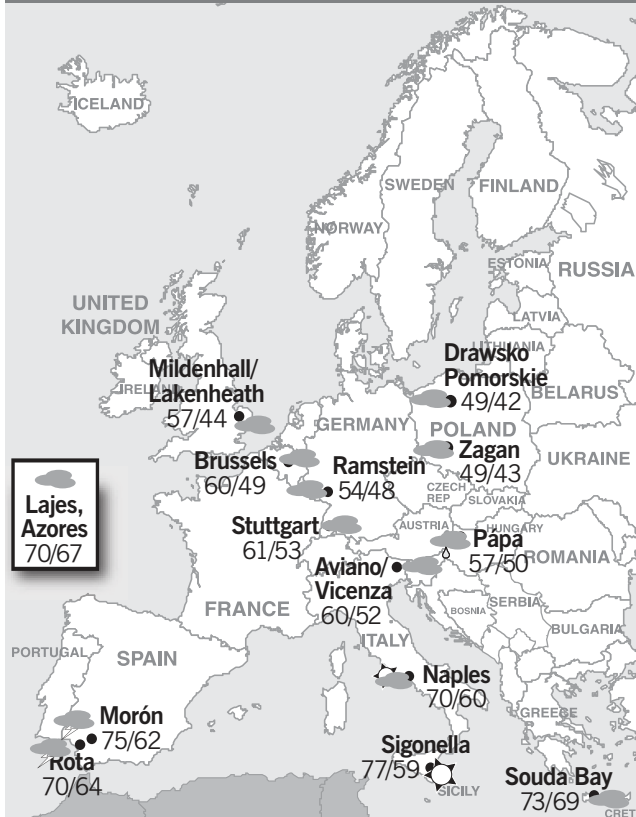 ICELAND
SWEDEN
FINLAND
NORWAY
ESTONIA
RUSSIA
LATVIA
LITHUANIA
UNITED
KINGDOM
IRELAND
Mildenhall/
Lakenheath
57/44
Drawsko
Pomorskie
49/42
BELARUS
GERMANY
POLAND
Zagan
49/43
UKRAINE
Brussels
60/49
Ramstein
54/48
CZECH
REP
SLOVAKIA
Lajes,
Azores
70/67
Stuttgart
61/53
AUSTRIA
HUNGARY
Pápa
57/50
ROMANIA
Aviano/
Vicenza
60/52
FRANCE
BOSNIA
SERBIA
BULGARIA
ITALY
PORTUGAL
SPAIN
Naples
70/60
GREECE
Morón
75/62
Rota
70/64
Sigonella
77/59
SICILY
Souda Bay
73/69
CRET